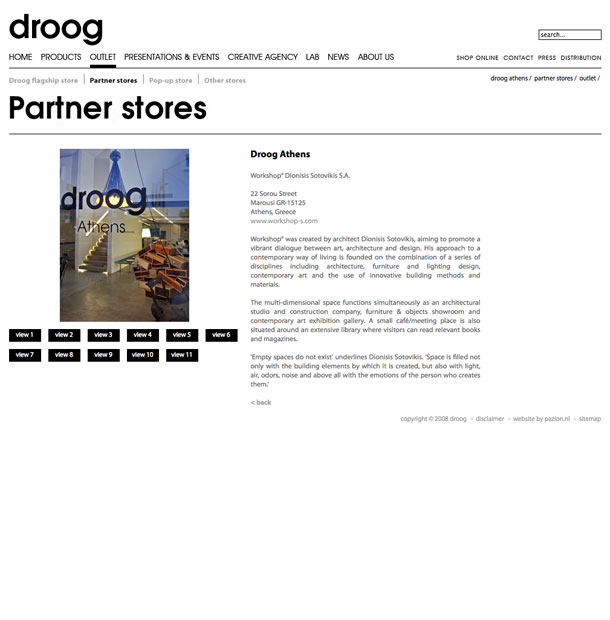 droog
search...
HOME PRODUCTS OUTLET PRESENTATIONS & EVENTS CREATIVE AGENCY LAB NEWS ABOUT US
SHOP ONLINE CONTACT PRESS DISTRIBUTION
Droog flagship store | Partner stores | Pop-up store | Other stores
droog athens / partner stores / outlet /
Partner stores
droog
Athens
view 1 view 2 view 3 view 4 view 5 view 6
view 7 view 8 view 9 view 10 view 11
Droog Athens
Workshop⁵ Dionisis Sotovikis S.A.
22 Sorou Street
Marousi GR-15125
Athens, Greece
www.workshop-s.com
Workshop⁵ was created by architect Dionisis Sotovikis, aiming to promote a
vibrant dialogue between art, architecture and design. His approach to a
contemporary way of living is founded on the combination of a series of
disciplines including architecture, furniture and lighting design,
contemporary art and the use of innovative building methods and
materials.
The multi-dimensional space functions simultaneously as an architectural
studio and construction company, furniture & objects showroom and
contemporary art exhibition gallery. A small café/meeting place is also
situated around an extensive library where visitors can read relevant books
and magazines.
'Empty spaces do not exist' underlines Dionisis Sotovikis. 'Space is filled not
only with the building elements by which it is created, but also with light,
air, odors, noise and above all with the emotions of the person who creates
them.'
< back
copyright © 2008 droog - disclaimer - website by pazion.nl - sitemap